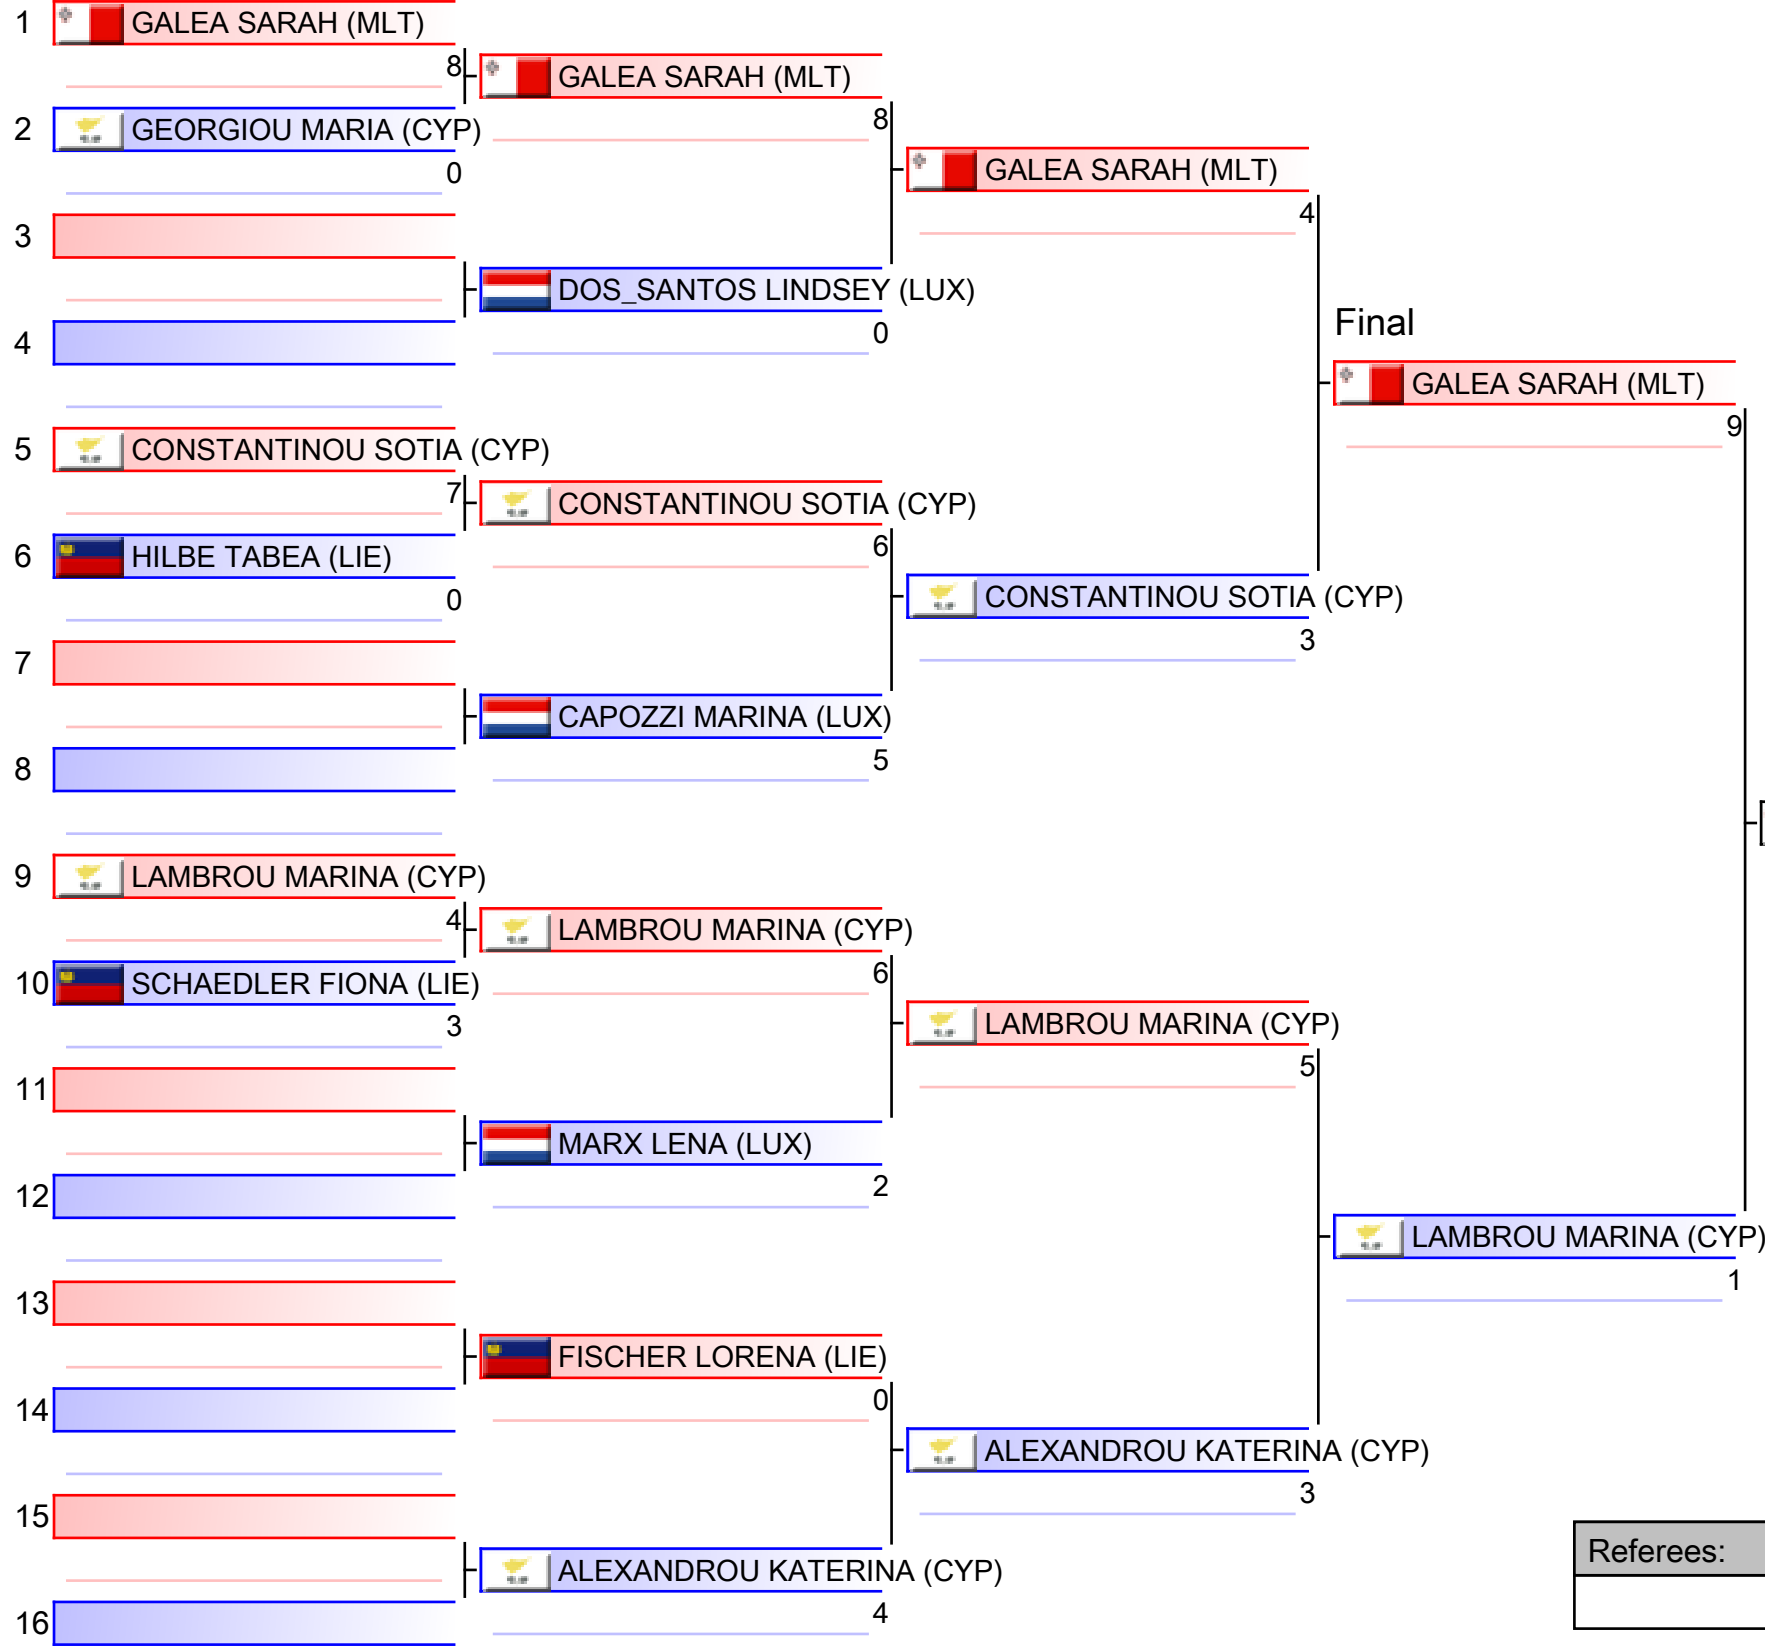 1 GALEA SARAH (MLT)
8
2 GEORGIOU MARIA (CYP)
0
3
4
5 CONSTANTINOU SOTIA (CYP)
7
6 HILBE TABEA (LIE)
0
7
8
9 LAMBROU MARINA (CYP)
4
10 SCHAEDLER FIONA (LIE)
3
11
12
13
14
15
16
GALEA SARAH (MLT)
8
DOS_SANTOS LINDSEY (LUX)
0
CONSTANTINOU SOTIA (CYP)
6
CAPOZZI MARINA (LUX)
5
LAMBROU MARINA (CYP)
6
MARX LENA (LUX)
2
FISCHER LORENA (LIE)
0
ALEXANDROU KATERINA (CYP)
4
GALEA SARAH (MLT)
4
CONSTANTINOU SOTIA (CYP)
3
LAMBROU MARINA (CYP)
5
ALEXANDROU KATERINA (CYP)
3
Final
GALEA SARAH (MLT)
9
LAMBROU MARINA (CYP)
1
Referees: